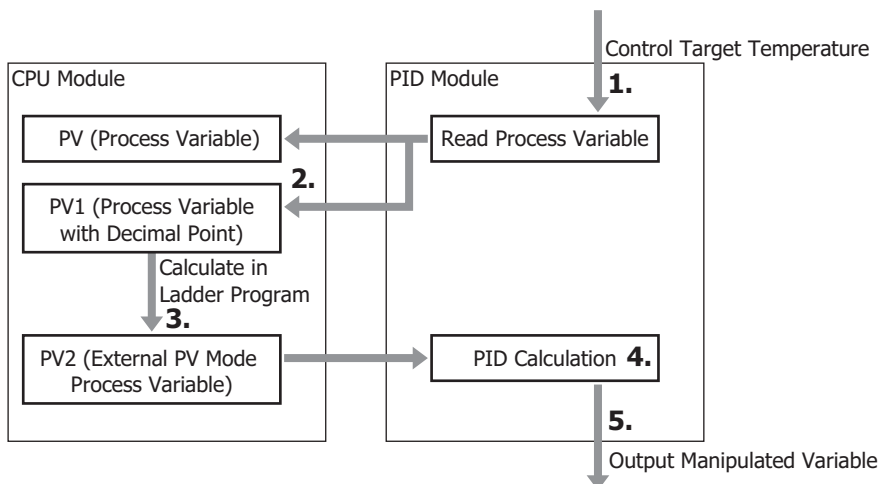 Control Target Temperature
CPU Module
PID Module
1.
PV (Process Variable)
Read Process Variable
2.
PV1 (Process Variable
with Decimal Point)
Calculate in
Ladder Program
3.
PV2 (External PV Mode
Process Variable)
PID Calculation 4.
5.
Output Manipulated Variable